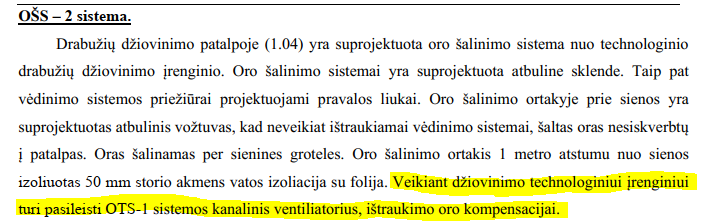 OŠS – 2 sistema.
Drabužių džiovinimo patalpoje (1.04) yra suprojektuota oro šalinimo sistema nuo technologinio
drabužių džiovinimo įrenginio. Oro šalinimo sistemai yra suprojektuota atbuline sklende. Taip pat
vėdinimo sistemos priežiūrai projektuojami pravalos liukai. Oro šalinimo ortakyje prie sienos yra
suprojektuotas atbulinis vožtuvas, kad neveikiat ištraukiamai vėdinimo sistemai, šaltas oras nesiskverbtų
į patalpas. Oras šalinamas per sienines groteles. Oro šalinimo ortakis 1 metro atstumu nuo sienos
izoliuotas 50 mm storio akmens vatos izoliacija su folija. Veikiant džiovinimo technologiniui įrenginiui
turi pasileisti OTS-1 sistemos kanalinis ventiliatorius, ištraukimo oro kompensacijai.